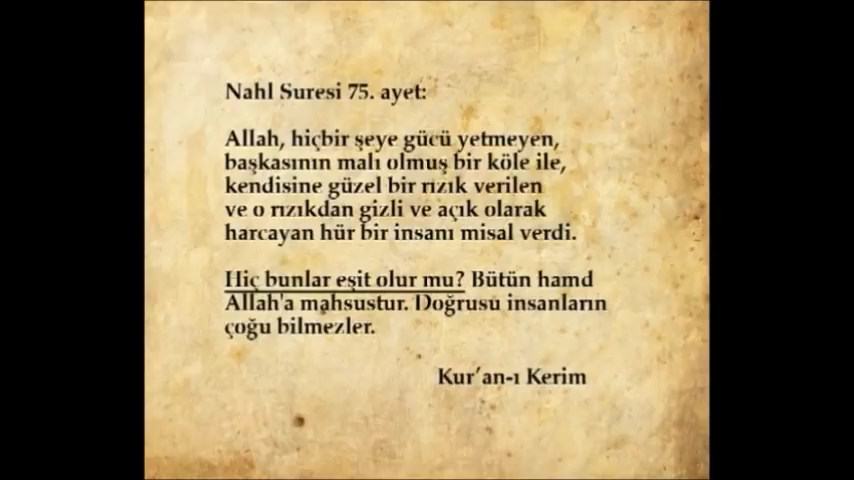 Nahl Suresi 75. ayet:
Allah, hiçbir şeye gücü yetmeyen,
başkasının malı olmuş bir köle ile,
kendisine güzel bir rızık verilen
ve o rızıkdan gizli ve açık olarak
harcayan hür bir insanı misal verdi.
Hiç bunlar eşit olur mu? Bütün hamd
Allah'a mahsustur. Doğrusu insanların
çoğu bilmezler.
Kur'an-ı Kerim